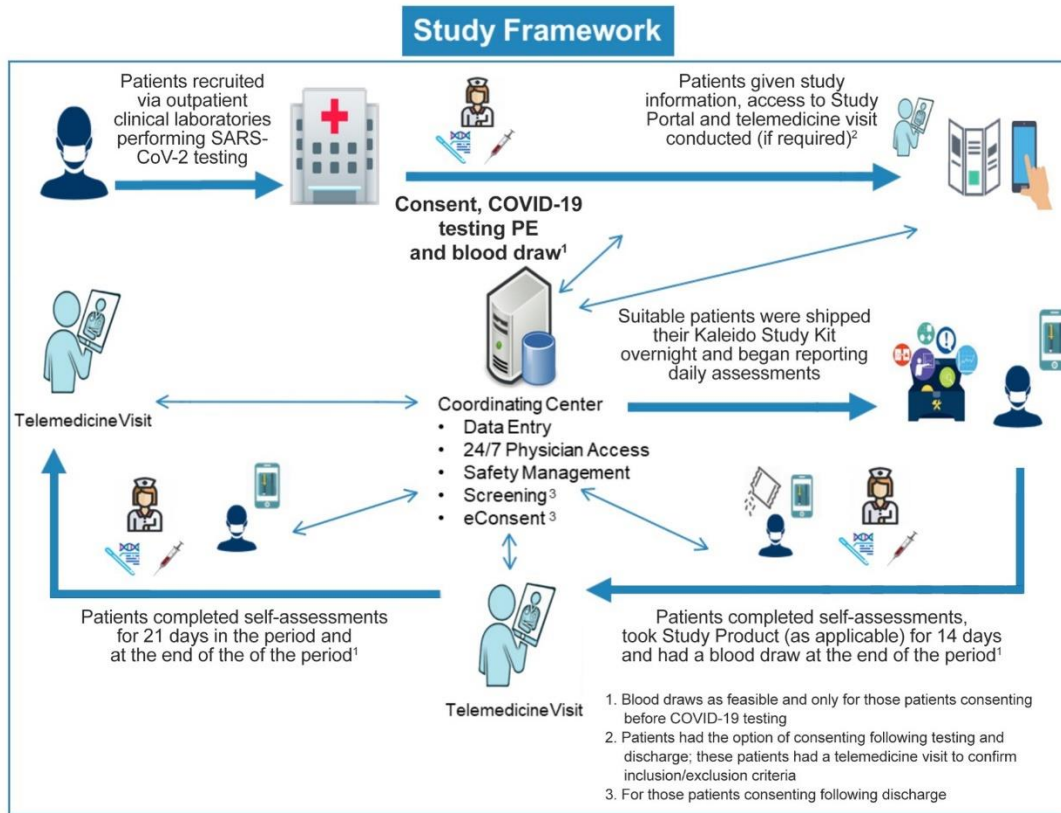 Study Framework
Patients recruited
via outpatient
clinical laboratories
performing SARS-
CoV-2 testing
Patients given study
information, access to Study
Portal and telemedicine visit
conducted (if required)²
Consent, COVID-19
testing PE
and blood draw¹
Suitable patients were shipped
their Kaleido Study Kit
overnight and began reporting
daily assessments
Telemedicine Visit
Coordinating Center
• Data Entry
• 24/7 Physician Access
• Safety Management
• Screening³
• eConsent³
Patients completed self-assessments
for 21 days in the period and
at the end of the of the period¹
Patients completed self-assessments,
took Study Product (as applicable) for 14 days
and had a blood draw at the end of the period¹
Telemedicine Visit
1. Blood draws as feasible and only for those patients consenting
before COVID-19 testing
2. Patients had the option of consenting following testing and
discharge; these patients had a telemedicine visit to confirm
inclusion/exclusion criteria
3. For those patients consenting following discharge